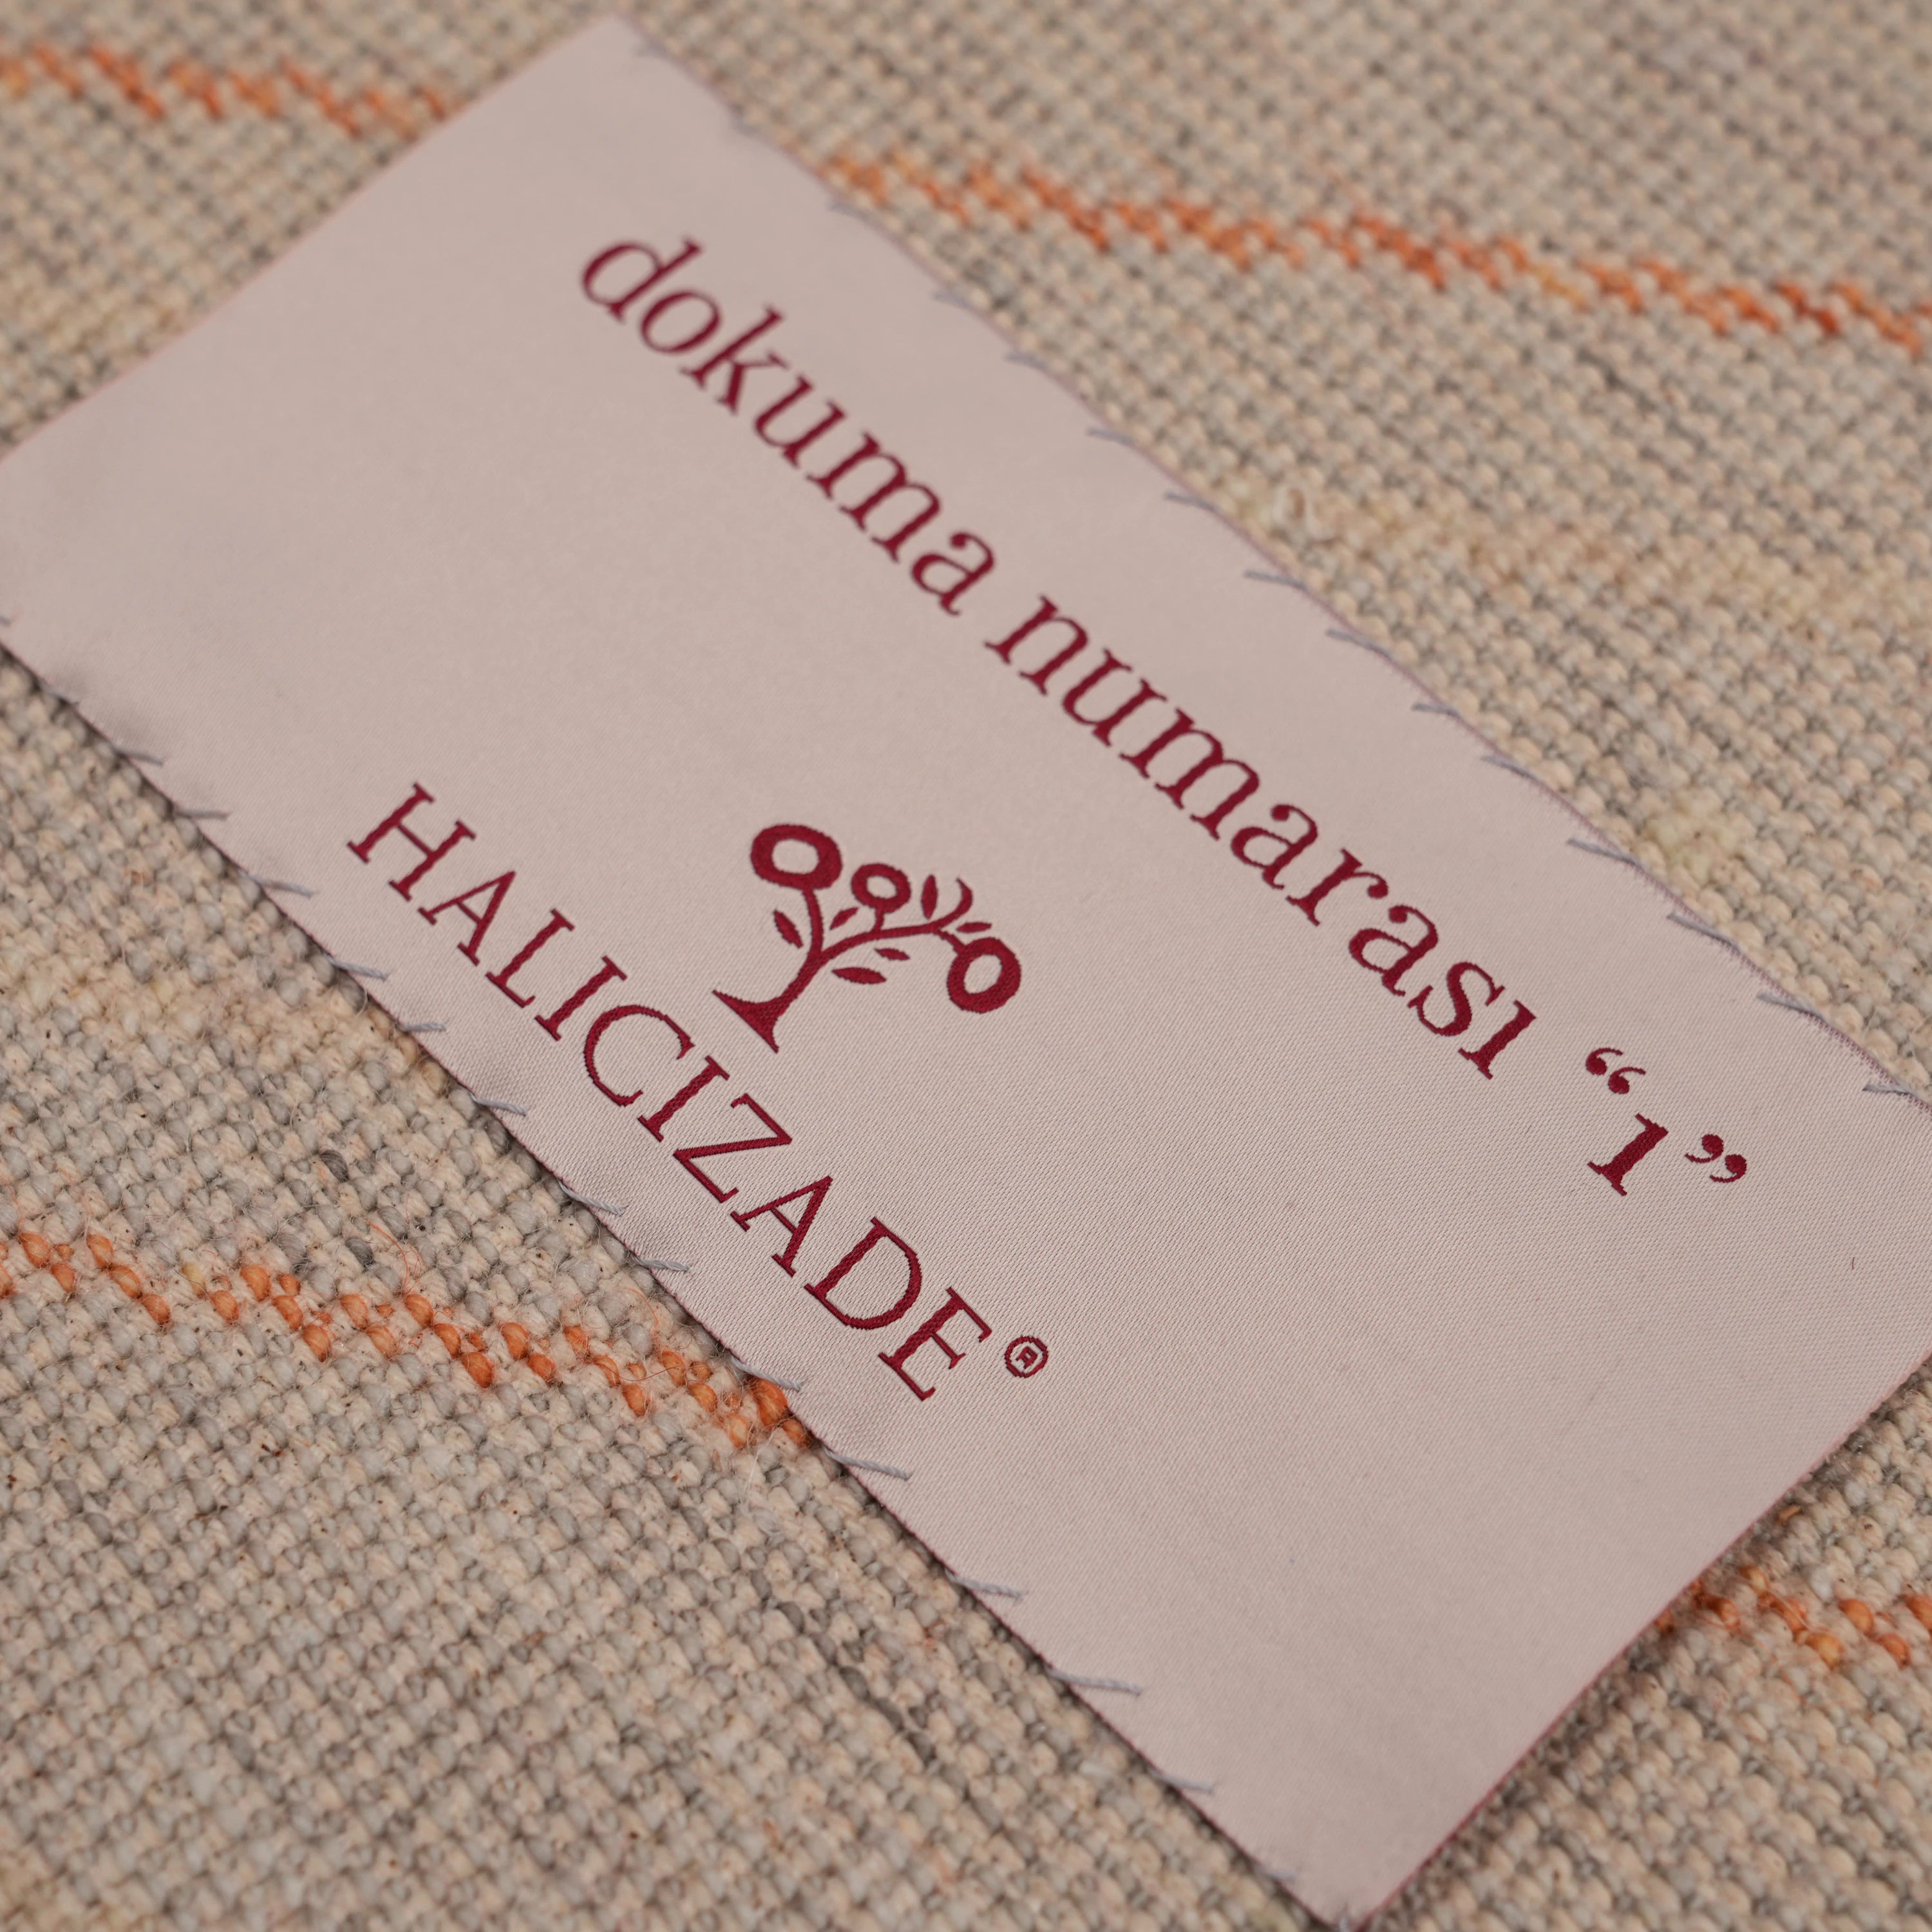 dokuma numarası “1”
HALICIZADE®